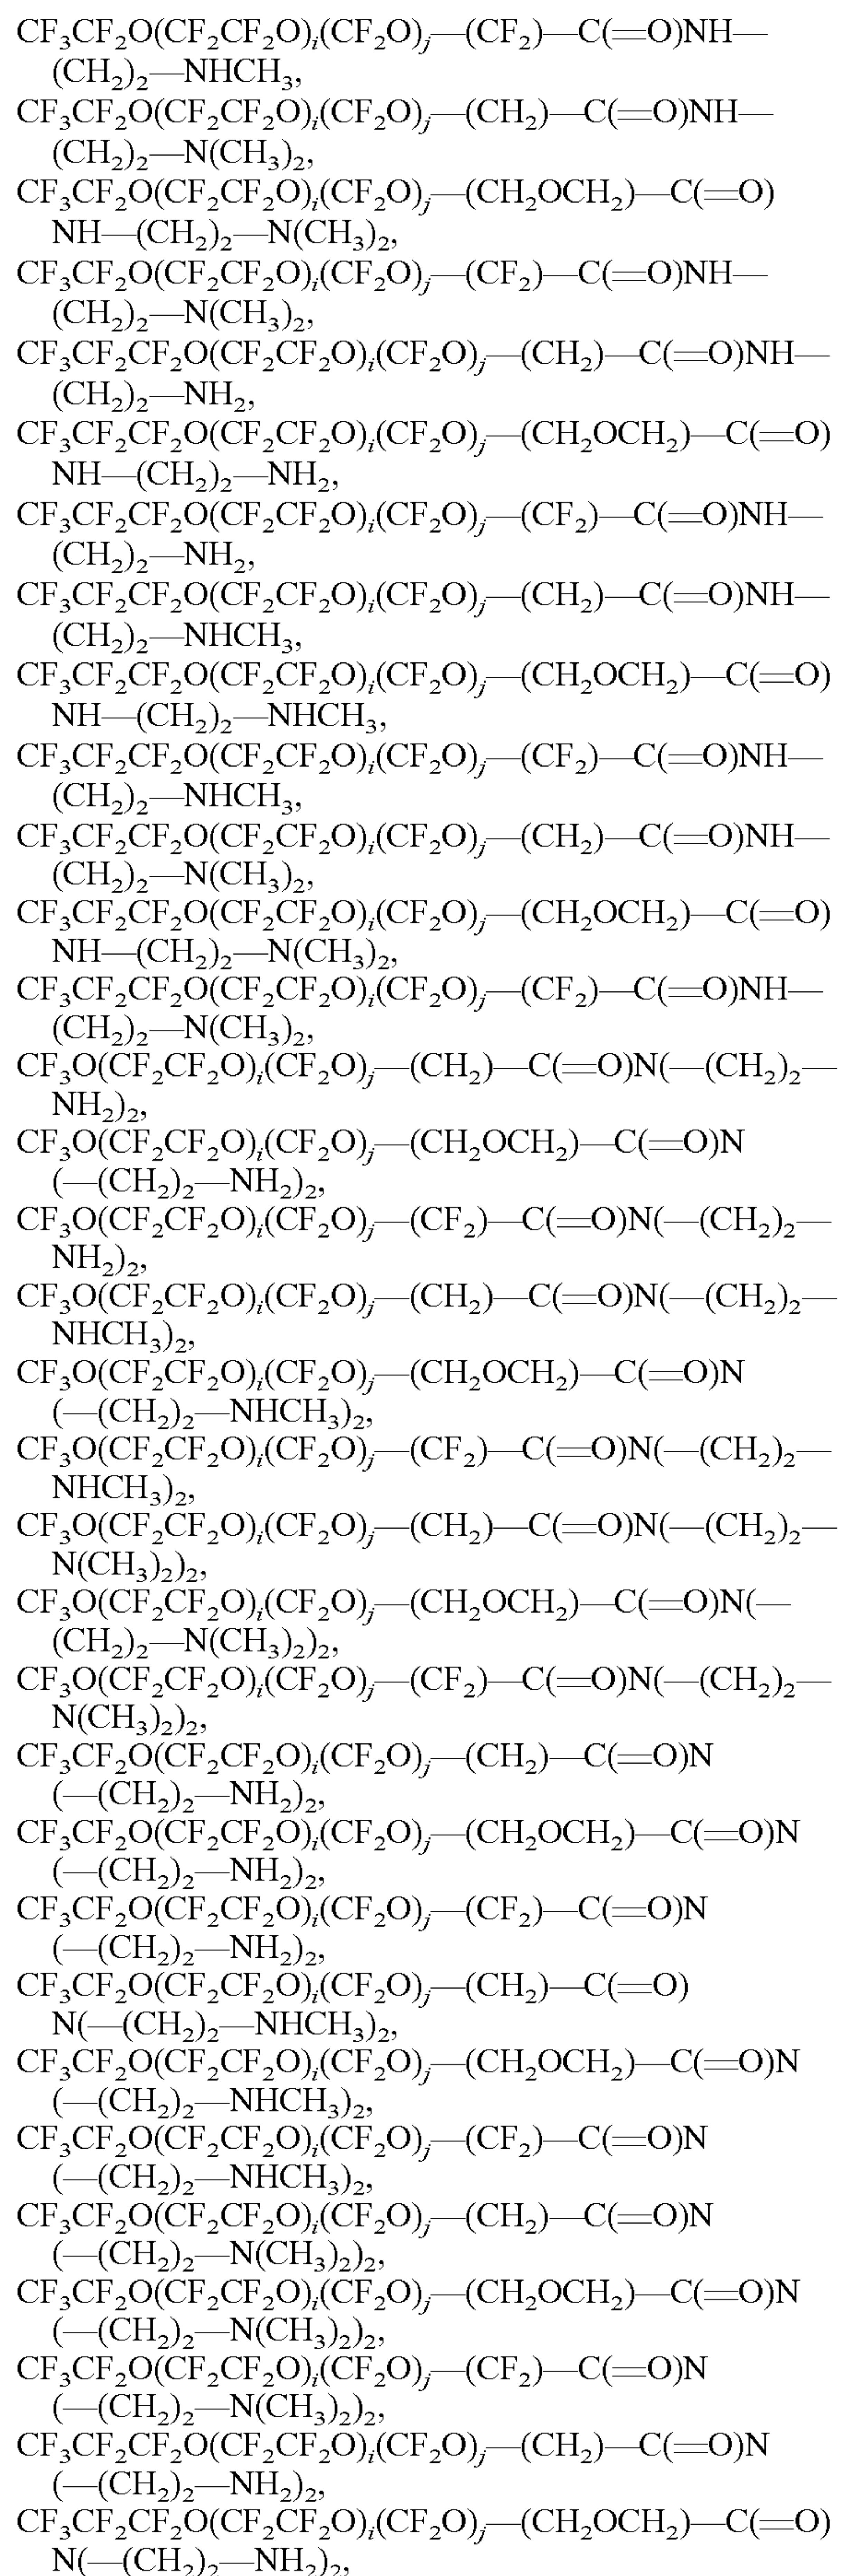 CF₃CF₂O(CF₂CF₂O)ᵢ(CF₂O)ⱼ—(CF₂)—C(═O)NH—
(CH₂)₂—NHCH₃,
CF₃CF₂O(CF₂CF₂O)ᵢ(CF₂O)ⱼ—(CH₂)—C(═O)NH—
(CH₂)₂—N(CH₃)₂,
CF₃CF₂O(CF₂CF₂O)ᵢ(CF₂O)ⱼ—(CH₂OCH₂)—C(═O)
NH—(CH₂)₂—N(CH₃)₂,
CF₃CF₂O(CF₂CF₂O)ᵢ(CF₂O)ⱼ—(CF₂)—C(═O)NH—
(CH₂)₂—N(CH₃)₂,
CF₃CF₂CF₂O(CF₂CF₂O)ᵢ(CF₂O)ⱼ—(CH₂)—C(═O)NH—
(CH₂)₂—NH₂,
CF₃CF₂CF₂O(CF₂CF₂O)ᵢ(CF₂O)ⱼ—(CH₂OCH₂)—C(═O)
NH—(CH₂)₂—NH₂,
CF₃CF₂CF₂O(CF₂CF₂O)ᵢ(CF₂O)ⱼ—(CF₂)—C(═O)NH—
(CH₂)₂—NH₂,
CF₃CF₂CF₂O(CF₂CF₂O)ᵢ(CF₂O)ⱼ—(CH₂)—C(═O)NH—
(CH₂)₂—NHCH₃,
CF₃CF₂CF₂O(CF₂CF₂O)ᵢ(CF₂O)ⱼ—(CH₂OCH₂)—C(═O)
NH—(CH₂)₂—NHCH₃,
CF₃CF₂CF₂O(CF₂CF₂O)ᵢ(CF₂O)ⱼ—(CF₂)—C(═O)NH—
(CH₂)₂—NHCH₃,
CF₃CF₂CF₂O(CF₂CF₂O)ᵢ(CF₂O)ⱼ—(CH₂)—C(═O)NH—
(CH₂)₂—N(CH₃)₂,
CF₃CF₂CF₂O(CF₂CF₂O)ᵢ(CF₂O)ⱼ—(CH₂OCH₂)—C(═O)
NH—(CH₂)₂—N(CH₃)₂,
CF₃CF₂CF₂O(CF₂CF₂O)ᵢ(CF₂O)ⱼ—(CF₂)—C(═O)NH—
(CH₂)₂—N(CH₃)₂,
CF₃O(CF₂CF₂O)ᵢ(CF₂O)ⱼ—(CH₂)—C(═O)N(—(CH₂)₂—
NH₂)₂,
CF₃O(CF₂CF₂O)ᵢ(CF₂O)ⱼ—(CH₂OCH₂)—C(═O)N
(—(CH₂)₂—NH₂)₂,
CF₃O(CF₂CF₂O)ᵢ(CF₂O)ⱼ—(CF₂)—C(═O)N(—(CH₂)₂—
NH₂)₂,
CF₃O(CF₂CF₂O)ᵢ(CF₂O)ⱼ—(CH₂)—C(═O)N(—(CH₂)₂—
NHCH₃)₂,
CF₃O(CF₂CF₂O)ᵢ(CF₂O)ⱼ—(CH₂OCH₂)—C(═O)N
(—(CH₂)₂—NHCH₃)₂,
CF₃O(CF₂CF₂O)ᵢ(CF₂O)ⱼ—(CF₂)—C(═O)N(—(CH₂)₂—
NHCH₃)₂,
CF₃O(CF₂CF₂O)ᵢ(CF₂O)ⱼ—(CH₂)—C(═O)N(—(CH₂)₂—
N(CH₃)₂)₂,
CF₃O(CF₂CF₂O)ᵢ(CF₂O)ⱼ—(CH₂OCH₂)—C(═O)N(—
(CH₂)₂—N(CH₃)₂)₂,
CF₃O(CF₂CF₂O)ᵢ(CF₂O)ⱼ—(CF₂)—C(═O)N(—(CH₂)₂—
N(CH₃)₂)₂,
CF₃CF₂O(CF₂CF₂O)ᵢ(CF₂O)ⱼ—(CH₂)—C(═O)N
(—(CH₂)₂—NH₂)₂,
CF₃CF₂O(CF₂CF₂O)ᵢ(CF₂O)ⱼ—(CH₂OCH₂)—C(═O)N
(—(CH₂)₂—NH₂)₂,
CF₃CF₂O(CF₂CF₂O)ᵢ(CF₂O)ⱼ—(CF₂)—C(═O)N
(—(CH₂)₂—NH₂)₂,
CF₃CF₂O(CF₂CF₂O)ᵢ(CF₂O)ⱼ—(CH₂)—C(═O)
N(—(CH₂)₂—NHCH₃)₂,
CF₃CF₂O(CF₂CF₂O)ᵢ(CF₂O)ⱼ—(CH₂OCH₂)—C(═O)N
(—(CH₂)₂—NHCH₃)₂,
CF₃CF₂O(CF₂CF₂O)ᵢ(CF₂O)ⱼ—(CF₂)—C(═O)N
(—(CH₂)₂—NHCH₃)₂,
CF₃CF₂O(CF₂CF₂O)ᵢ(CF₂O)ⱼ—(CH₂)—C(═O)N
(—(CH₂)₂—N(CH₃)₂)₂,
CF₃CF₂O(CF₂CF₂O)ᵢ(CF₂O)ⱼ—(CH₂OCH₂)—C(═O)N
(—(CH₂)₂—N(CH₃)₂)₂,
CF₃CF₂O(CF₂CF₂O)ᵢ(CF₂O)ⱼ—(CF₂)—C(═O)N
(—(CH₂)₂—N(CH₃)₂)₂,
CF₃CF₂CF₂O(CF₂CF₂O)ᵢ(CF₂O)ⱼ—(CH₂)—C(═O)N
(—(CH₂)₂—NH₂)₂,
CF₃CF₂CF₂O(CF₂CF₂O)ᵢ(CF₂O)ⱼ—(CH₂OCH₂)—C(═O)
N(—(CH₂)₂—NH₂)₂,